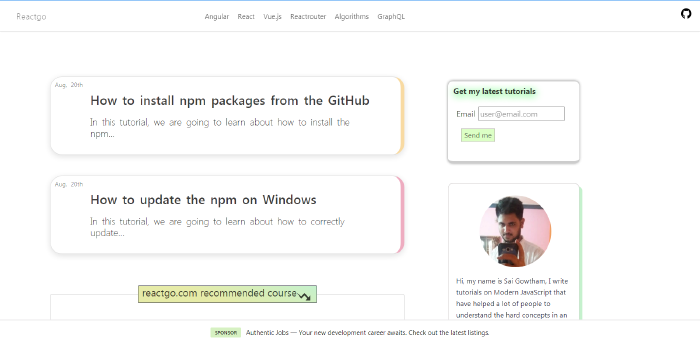 Reactgo
Angular React Vue.js Reactrouter Algorithms GraphQL
Aug, 20th
How to install npm packages from the GitHub
In this tutorial, we are going to learn about how to install the
npm...
Aug, 20th
How to update the npm on Windows
In this tutorial, we are going to learn about how to correctly
update...
reactgo.com recommended course
Get my latest tutorials
Email user@email.com
Send me
Hi, my name is Sai Gowtham, I write
tutorials on Modern JavaScript that
have helped a lot of people to
understand the hard concepts in an
SPONSOR Authentic Jobs — Your new development career awaits. Check out the latest listings.